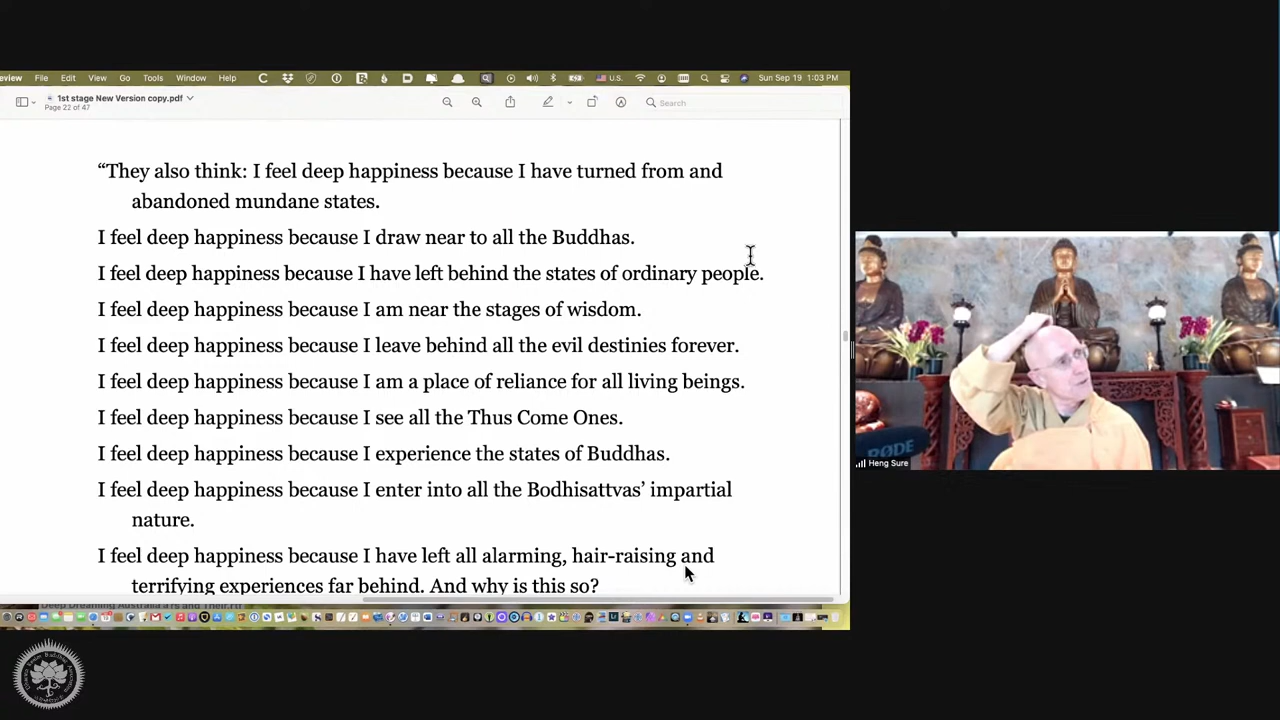 eview File Edit View Go Tools Window Help
U.S.
Sun Sep 19 1:03 PM
1st stage New Version copy.pdf
Page 22 of 47
Search
“They also think: I feel deep happiness because I have turned from and
abandoned mundane states.
I feel deep happiness because I draw near to all the Buddhas.
I feel deep happiness because I have left behind the states of ordinary people.
I feel deep happiness because I am near the stages of wisdom.
I feel deep happiness because I leave behind all the evil destinies forever.
I feel deep happiness because I am a place of reliance for all living beings.
I feel deep happiness because I see all the Thus Come Ones.
I feel deep happiness because I experience the states of Buddhas.
I feel deep happiness because I enter into all the Bodhisattvas’ impartial
nature.
I feel deep happiness because I have left all alarming, hair-raising and
terrifying experiences far behind. And why is this so?
RØDE
Heng Sure